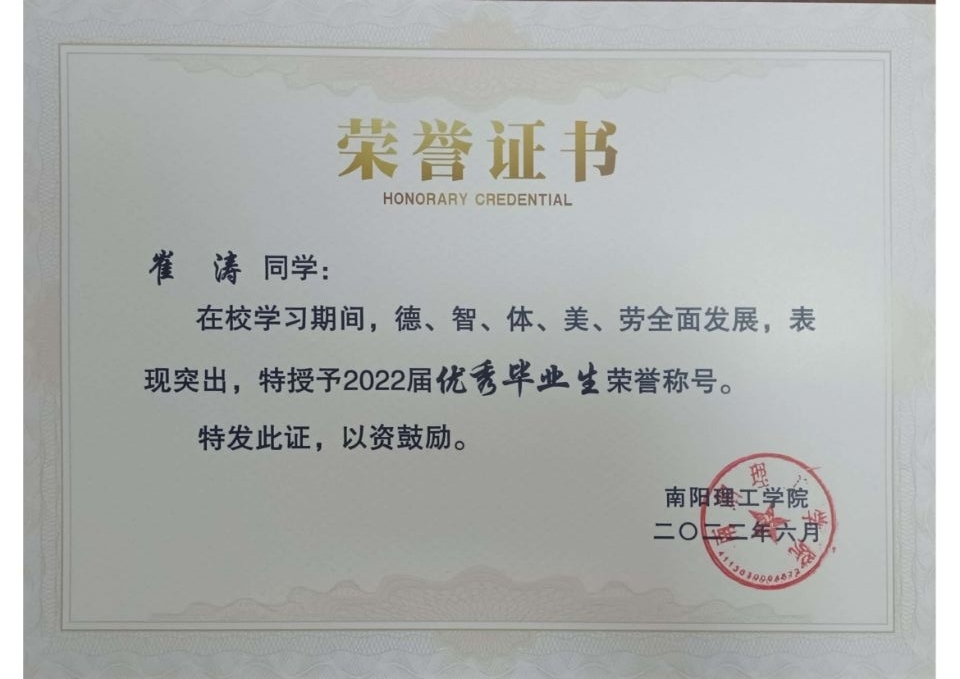 荣誉证书
HONORARY CREDENTIAL
崔 涛 同学：
在校学习期间，德、智、体、美、劳全面发展，表
现突出，特授予2022届优秀毕业生荣誉称号。
特发此证，以资鼓励。
南阳理工学院
二〇二二年六月